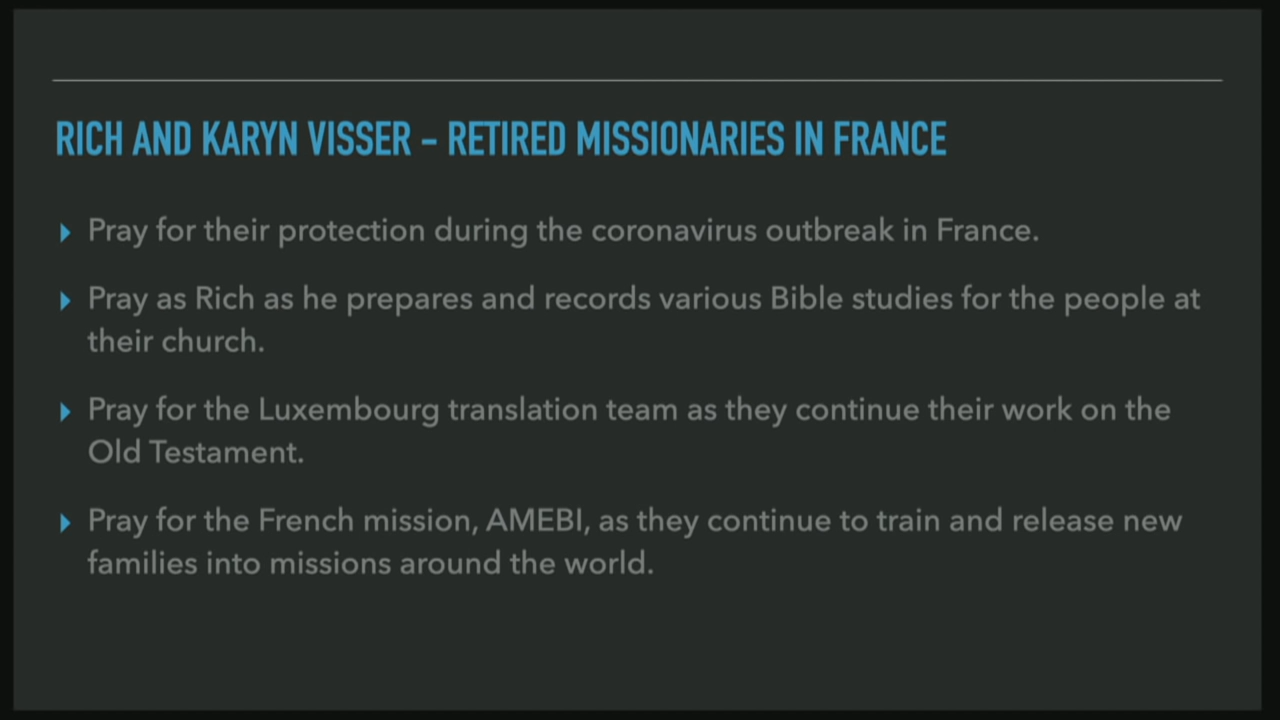 RICH AND KARYN VISSER – RETIRED MISSIONARIES IN FRANCE
Pray for their protection during the coronavirus outbreak in France.
Pray as Rich as he prepares and records various Bible studies for the people at
their church.
Pray for the Luxembourg translation team as they continue their work on the
Old Testament.
Pray for the French mission, AMEBI, as they continue to train and release new
families into missions around the world.